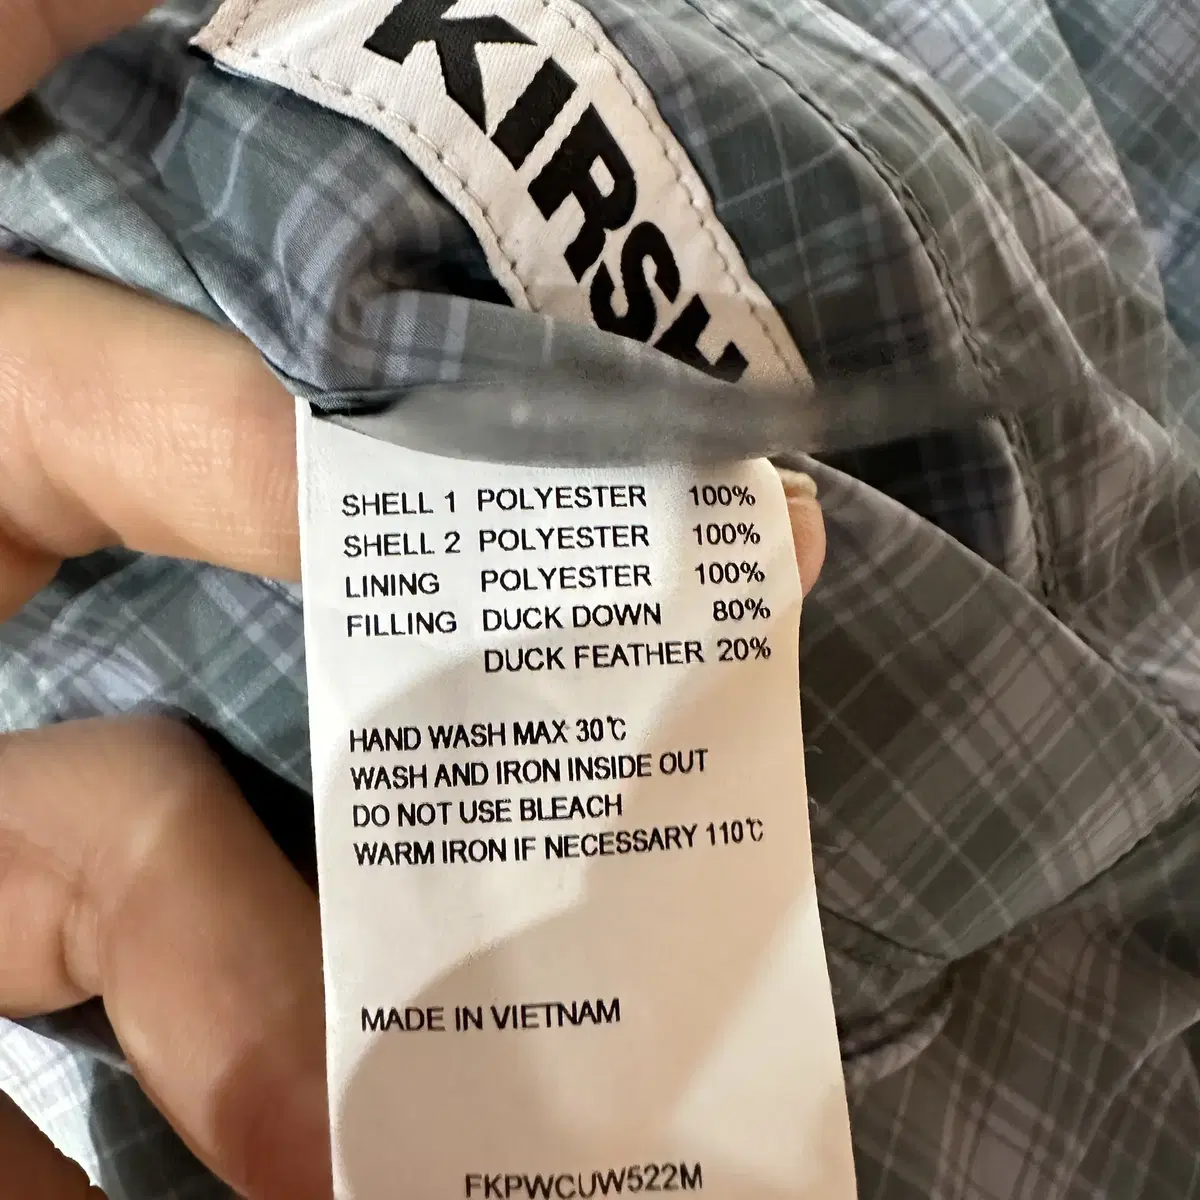 KIRSH
SHELL 1 POLYESTER 100%
SHELL 2 POLYESTER 100%
LINING POLYESTER 100%
FILLING DUCK DOWN 80%
DUCK FEATHER 20%
HAND WASH MAX 30℃
WASH AND IRON INSIDE OUT
DO NOT USE BLEACH
WARM IRON IF NECESSARY 110℃
MADE IN VIETNAM
FKPWCUW522M